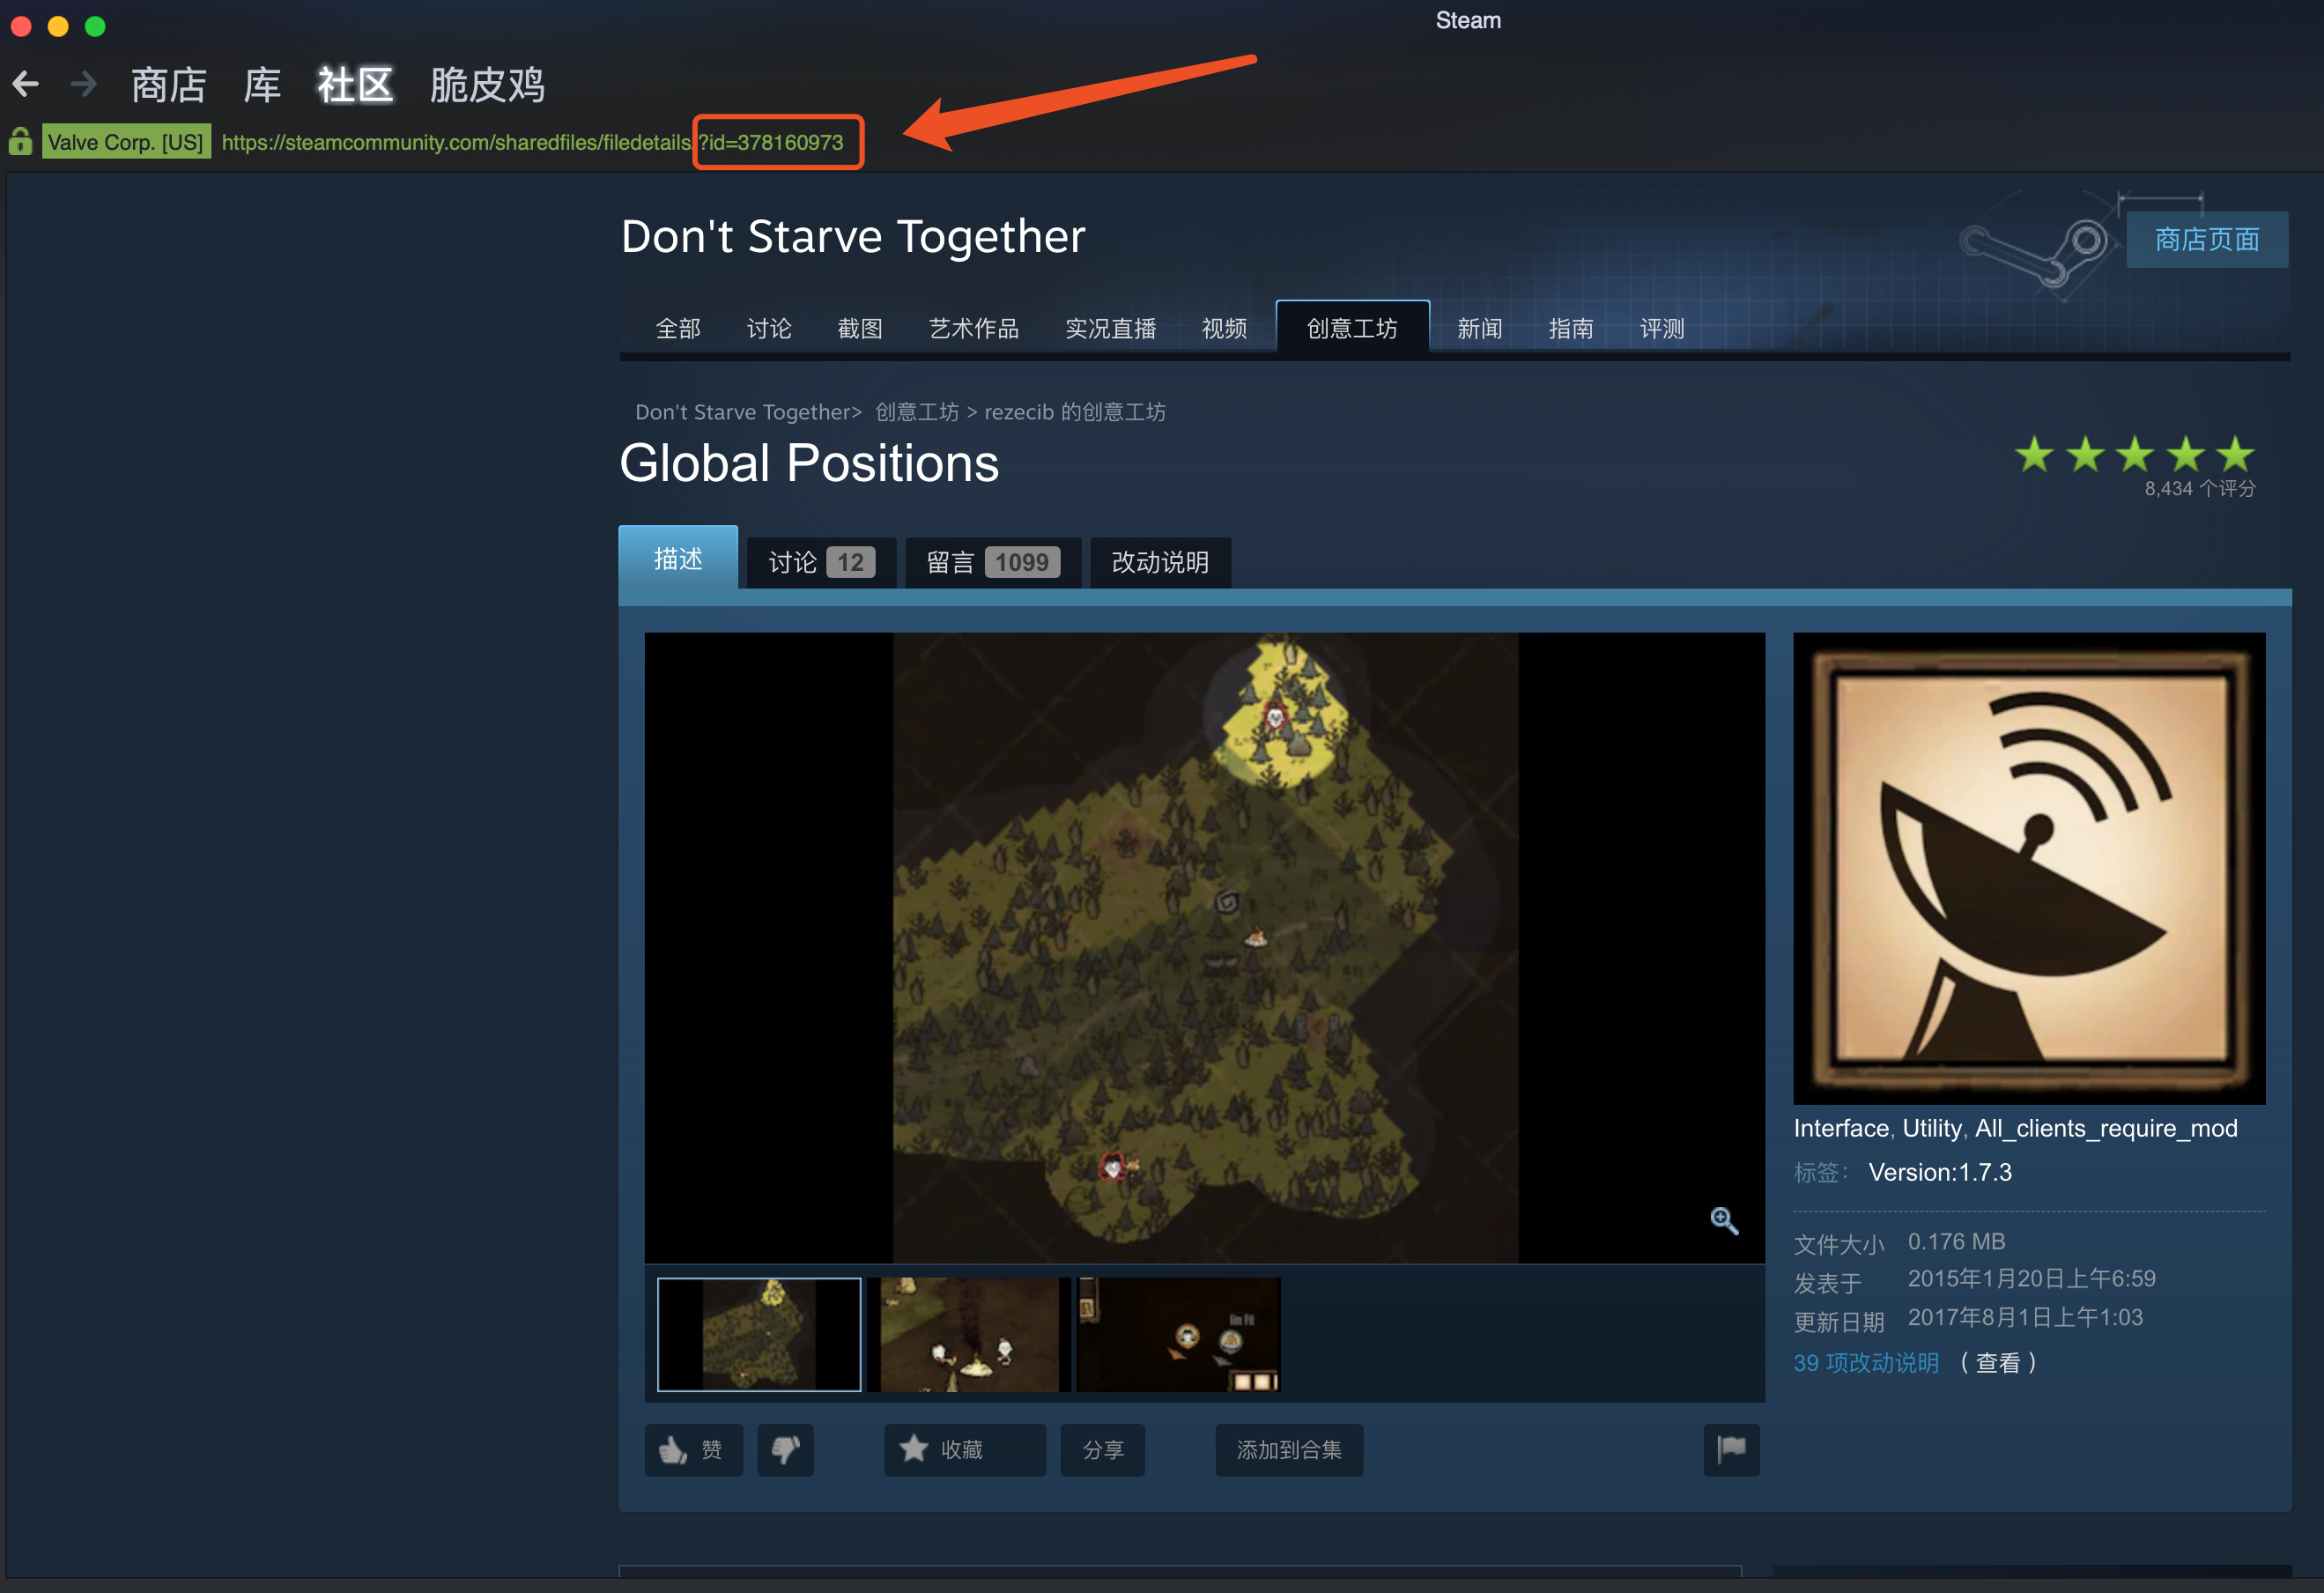 Steam
商店 库 社区 脆皮鸡
Valve Corp. [US] https://steamcommunity.com/sharedfiles/filedetails/?id=378160973
Don't Starve Together
商店页面
全部 讨论 截图 艺术作品 实况直播 视频 创意工坊 新闻 指南 评测
Don't Starve Together> 创意工坊 > rezecib 的创意工坊
Global Positions
8,434 个评分
描述 讨论 12 留言 1099 改动说明
Interface, Utility, All_clients_require_mod
标签: Version:1.7.3
文件大小 0.176 MB
发表于 2015年1月20日上午6:59
更新日期 2017年8月1日上午1:03
39 项改动说明 ( 查看 )
赞 收藏 分享 添加到合集